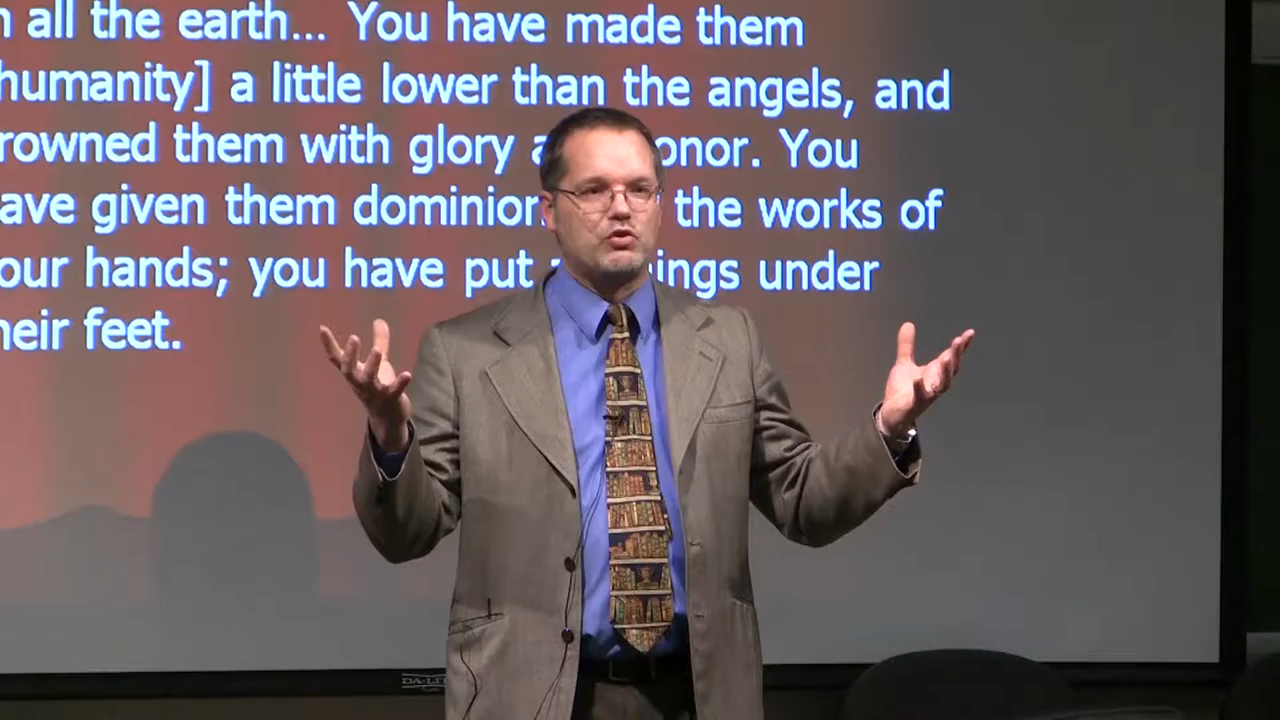 all the earth... You have made them
humanity] a little lower than the angels, and
rowned them with glory onor. You
ave given them dominion the works of
our hands; you have put ings under
heir feet.